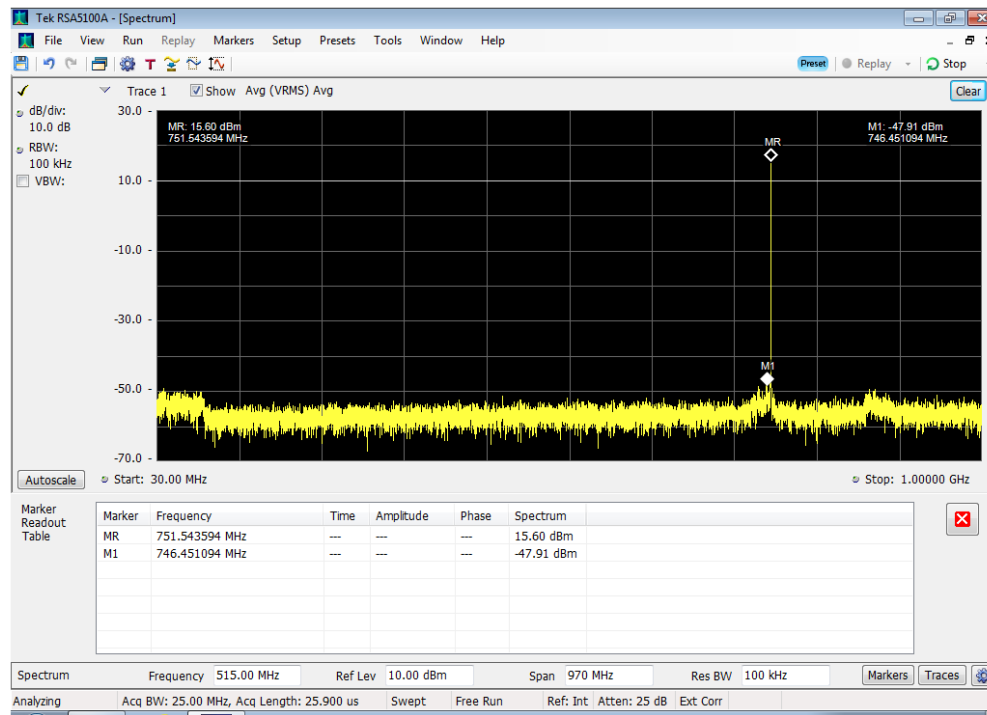 Tek RSA5100A - [Spectrum]
File View Run Replay Markers Setup Presets Tools Window Help
T Preset Replay Stop
Trace 1 Show Avg (VRMS) Avg Clear
dB/div:
10.0 dB
RBW:
100 kHz
VBW:
30.0 -
10.0 -
-10.0 -
-30.0 -
-50.0 -
-70.0 -
MR: 15.60 dBm
751.543594 MHz
M1: -47.91 dBm
746.451094 MHz
MR
M1
Autoscale Start: 30.00 MHz Stop: 1.00000 GHz
Marker
Readout
Table
Marker Frequency Time Amplitude Phase Spectrum
MR 751.543594 MHz --- --- --- 15.60 dBm
M1 746.451094 MHz --- --- --- -47.91 dBm
Spectrum Frequency 515.00 MHz Ref Lev 10.00 dBm Span 970 MHz Res BW 100 kHz Markers Traces
Analyzing Acq BW: 25.00 MHz, Acq Length: 25.900 us Swept Free Run Ref: Int Atten: 25 dB Ext Corr